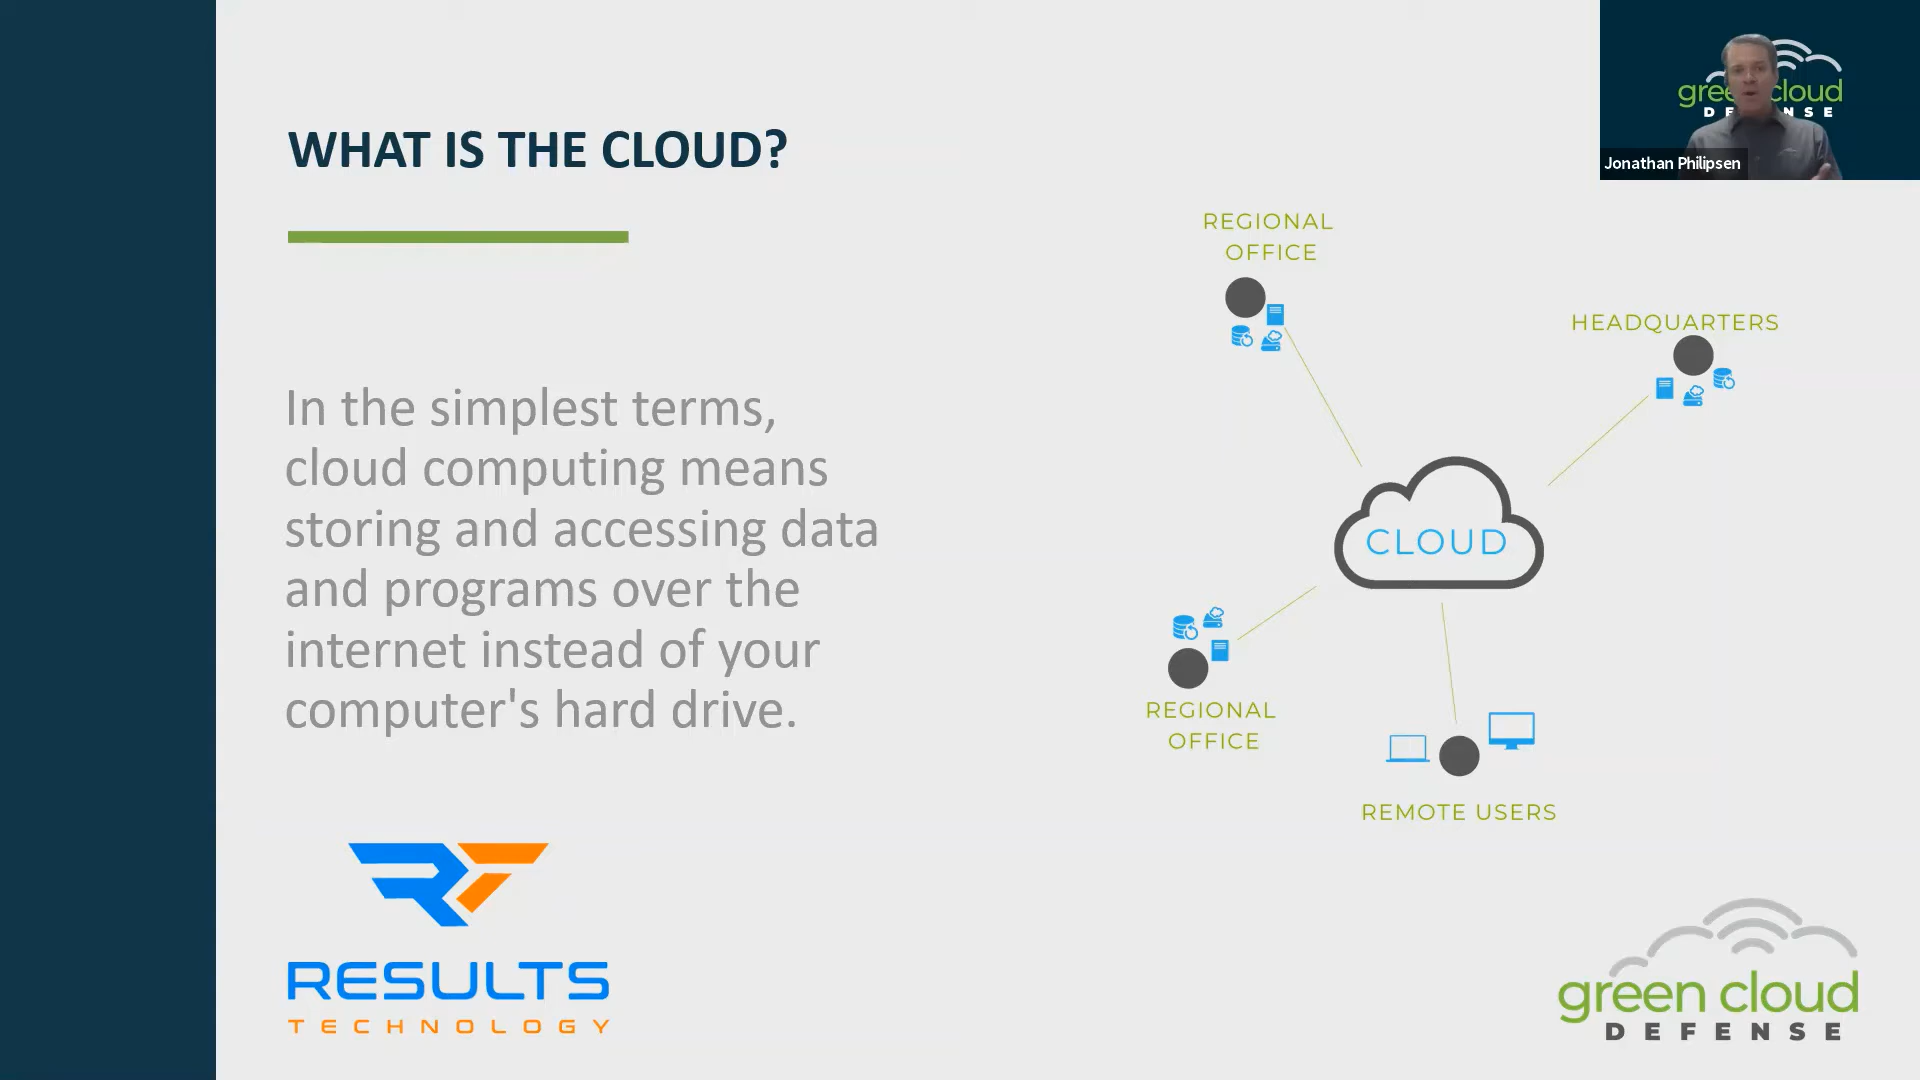 WHAT IS THE CLOUD?
In the simplest terms,
cloud computing means
storing and accessing data
and programs over the
internet instead of your
computer's hard drive.
RESULTS
TECHNOLOGY
REGIONAL
OFFICE
HEADQUARTERS
CLOUD
REGIONAL
OFFICE
REMOTE USERS
green cloud
DEFENSE
Jonathan Philipsen